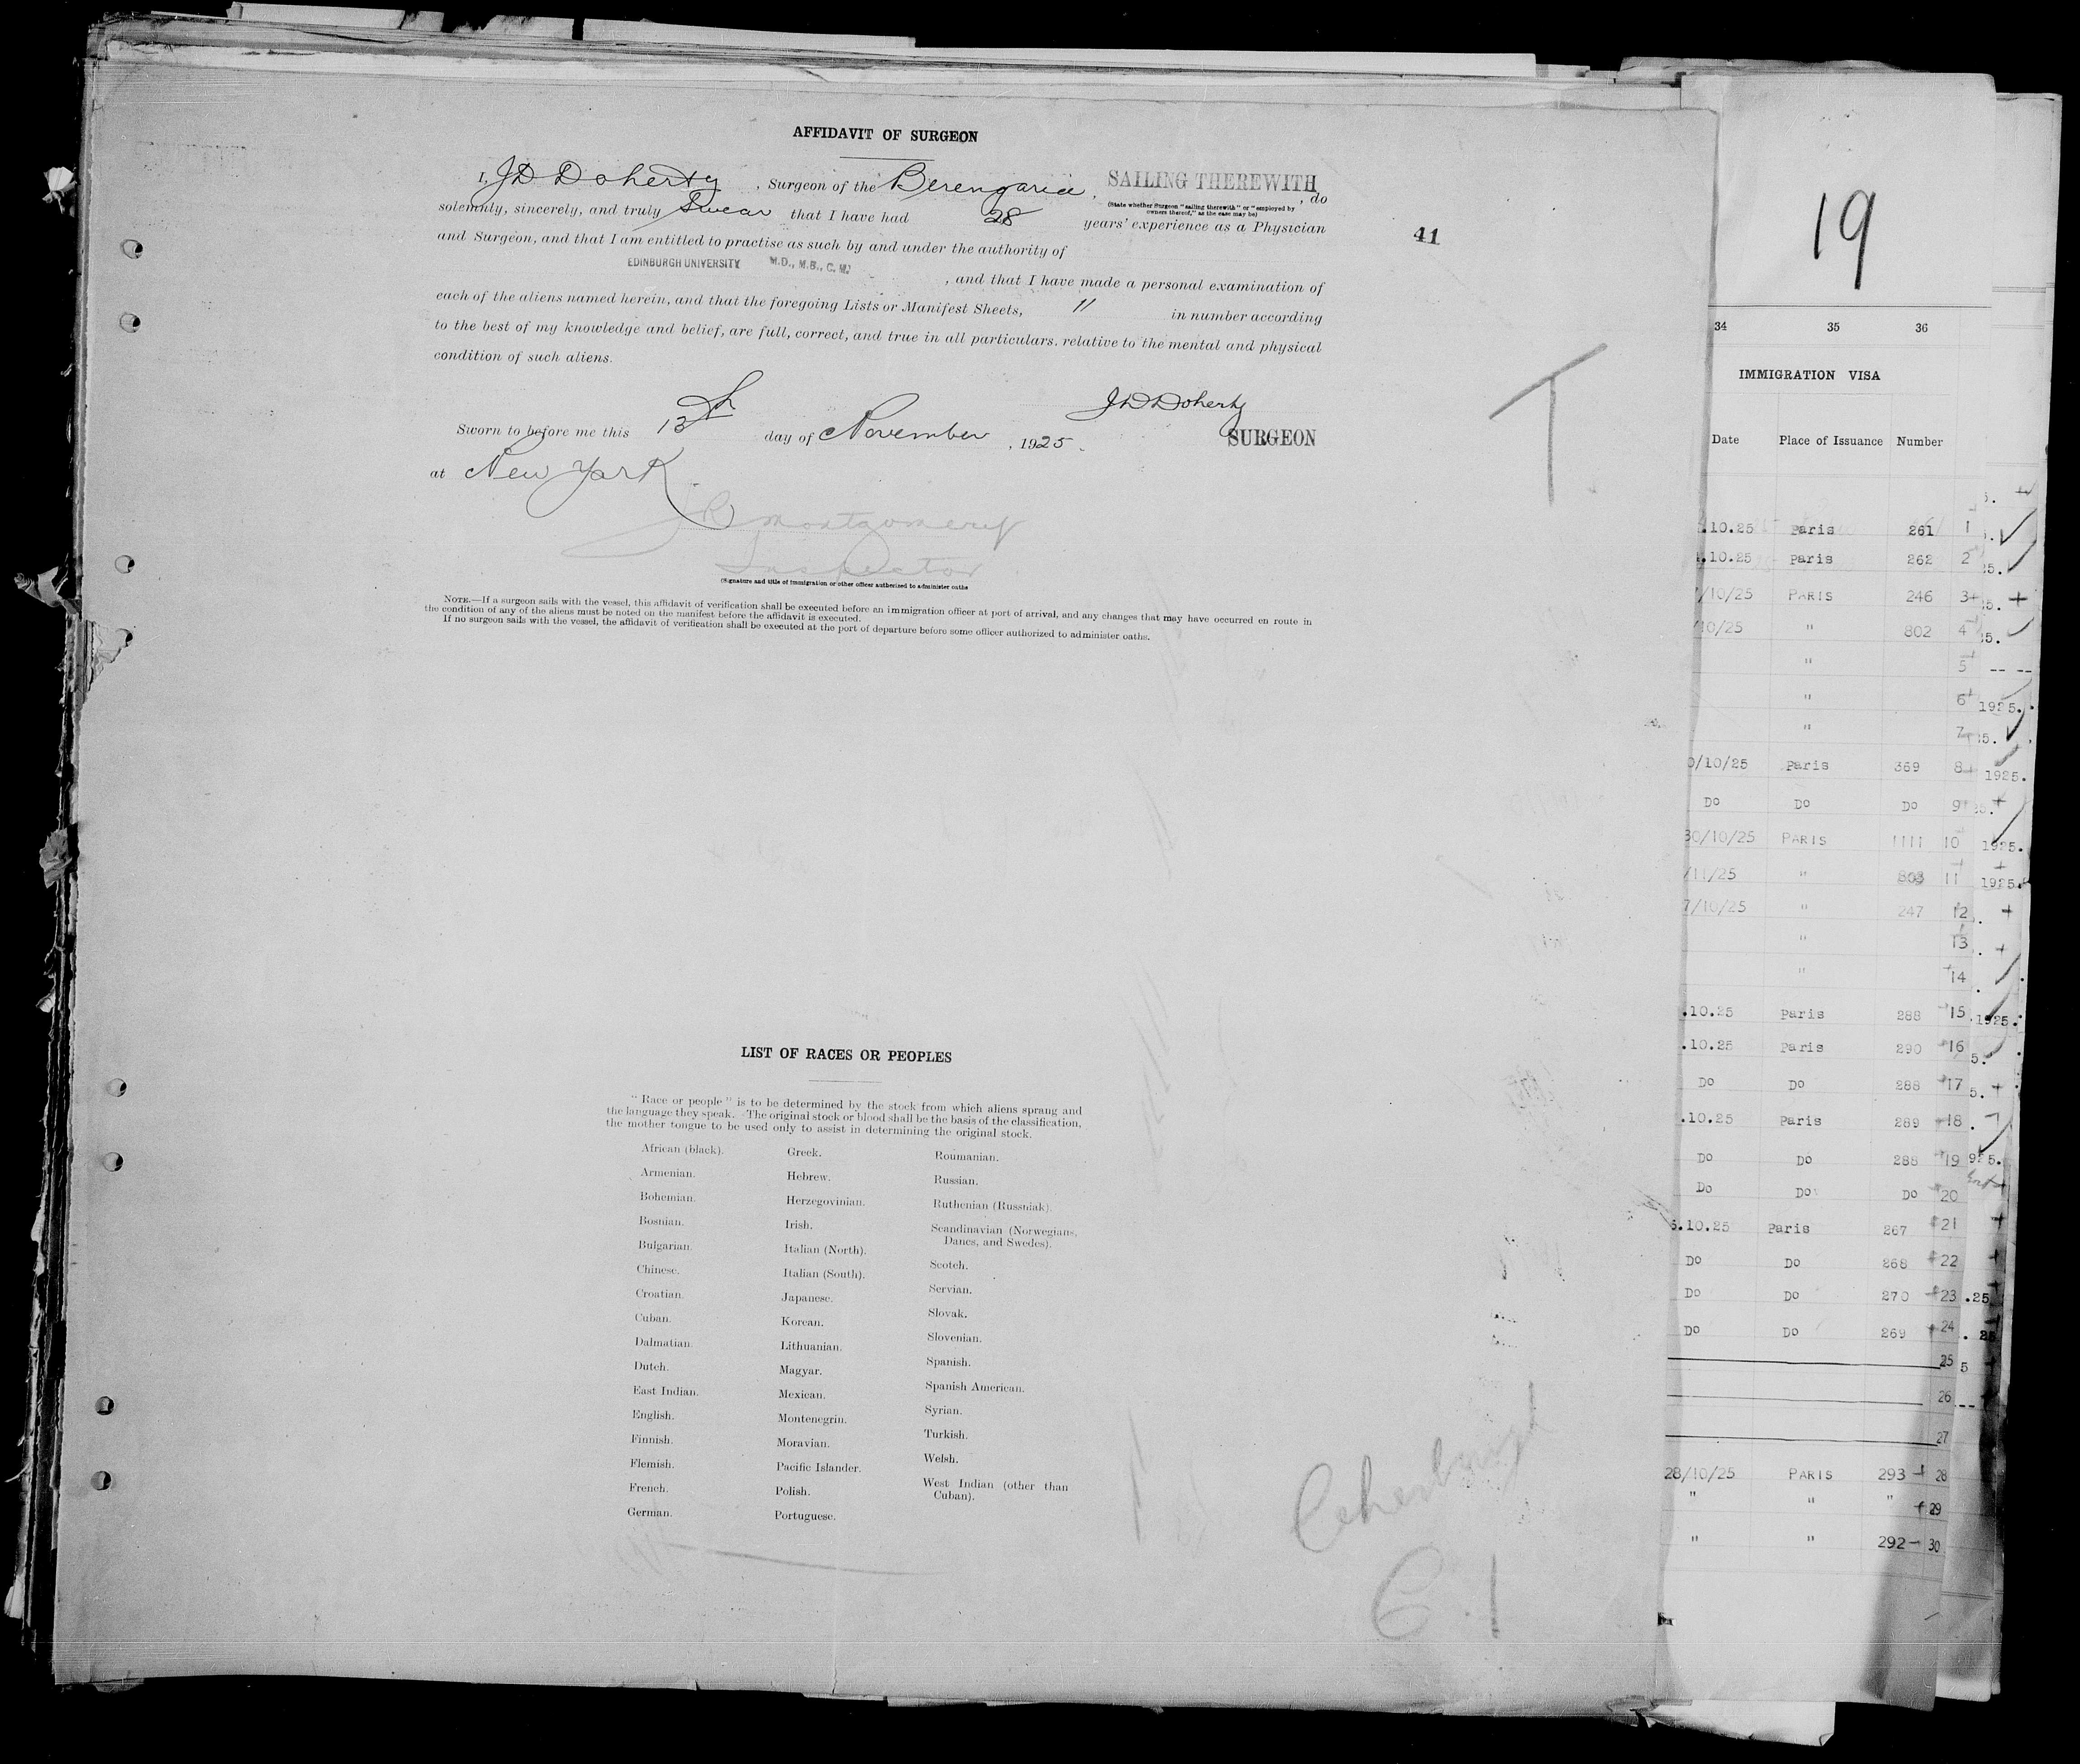 AFFIDAVIT OF SURGEON
I, J D Doherty, Surgeon of the Berengaria, SAILING THEREWITH, do
(State whether Surgeon "sailing therewith" or "employed by
owners thereof," as the case may be)
solemnly, sincerely, and truly Swear that I have had 28 years' experience as a Physician
and Surgeon, and that I am entitled to practise as such by and under the authority of
EDINBURGH UNIVERSITY M.D., M.B., C.M.
, and that I have made a personal examination of
each of the aliens named herein, and that the foregoing Lists or Manifest Sheets, 11 in number according
to the best of my knowledge and belief, are full, correct, and true in all particulars, relative to the mental and physical
condition of such aliens.
J D Doherty
Sworn to before me this 13th day of November, 1925. SURGEON
at New York
Montgomery
Inspector
(Signature and title of immigration or other officer authorized to administer oaths
NOTE.—If a surgeon sails with the vessel, this affidavit of verification shall be executed before an immigration officer at port of arrival, and any changes that may have occurred en route in
the condition of any of the aliens must be noted on the manifest before the affidavit is executed.
If no surgeon sails with the vessel, the affidavit of verification shall be executed at the port of departure before some officer authorized to administer oaths.
41
T
LIST OF RACES OR PEOPLES
"Race or people" is to be determined by the stock from which aliens sprang and
the language they speak. The original stock or blood shall be the basis of the classification,
the mother tongue to be used only to assist in determining the original stock.
African (black).
Armenian.
Bohemian.
Bosnian.
Bulgarian.
Chinese.
Croatian.
Cuban.
Dalmatian.
Dutch.
East Indian.
English.
Finnish.
Flemish.
French.
German.
Greek.
Hebrew.
Herzegovinian.
Irish.
Italian (North).
Italian (South).
Japanese.
Korean.
Lithuanian.
Magyar.
Mexican.
Montenegrin.
Moravian.
Pacific Islander.
Polish.
Portuguese.
Roumanian.
Russian.
Ruthenian (Russniak).
Scandinavian (Norwegians,
Danes, and Swedes).
Scotch.
Servian.
Slovak.
Slovenian.
Spanish.
Spanish American.
Syrian.
Turkish.
Welsh.
West Indian (other than
Cuban).
Cherbourg
C.1
19
34 35 36
IMMIGRATION VISA
Date Place of Issuance Number
.10.25 Paris 261 1
.10.25 Paris 262 2
/10/25 PARIS 246 3
/10/25 " 802 4
" 5
" 6
" 7
0/10/25 Paris 369 8
Do Do Do 9
30/10/25 PARIS 1111 10
/11/25 " 11
7/10/25 " 247 12
" 13
" 14
.10.25 Paris 288 15
.10.25 Paris 290 16
Do Do 288 17
.10.25 Paris 289 18
Do Do 288 19
Do Do Do 20
.10.25 Paris 267 21
Do Do 268 22
Do Do 270 23
Do Do 269 24
25
26
27
28/10/25 PARIS 293 28
" " " 29
" " 292 30